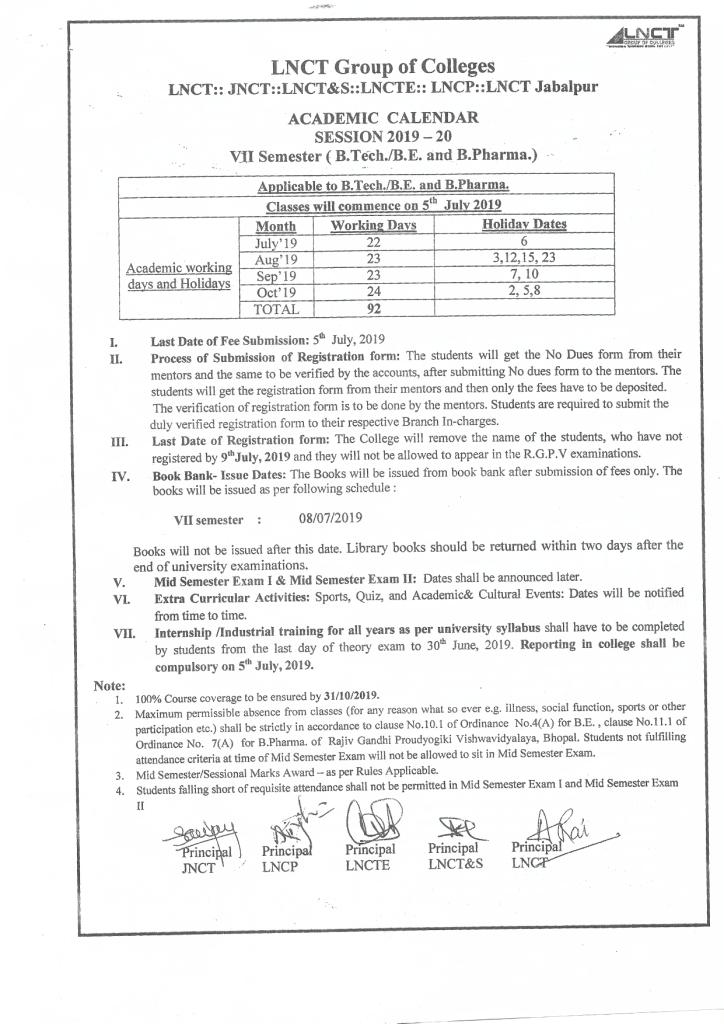 LNCT
GROUP OF COLLEGES
LNCT Group of Colleges
LNCT:: JNCT::LNCT&S::LNCTE:: LNCP::LNCT Jabalpur
ACADEMIC CALENDAR
SESSION 2019 – 20
VII Semester ( B.Tech./B.E. and B.Pharma.)
Applicable to B.Tech./B.E. and B.Pharma.
Classes will commence on 5th July 2019
Month Working Days Holiday Dates
July'19 22 6
Aug'19 23 3,12,15, 23
Academic working
days and Holidays
Sep'19 23 7, 10
Oct'19 24 2, 5,8
TOTAL 92
I. Last Date of Fee Submission: 5th July, 2019
II. Process of Submission of Registration form: The students will get the No Dues form from their
mentors and the same to be verified by the accounts, after submitting No dues form to the mentors. The
students will get the registration form from their mentors and then only the fees have to be deposited.
The verification of registration form is to be done by the mentors. Students are required to submit the
duly verified registration form to their respective Branch In-charges.
III. Last Date of Registration form: The College will remove the name of the students, who have not
registered by 9thJuly, 2019 and they will not be allowed to appear in the R.G.P.V examinations.
IV. Book Bank- Issue Dates: The Books will be issued from book bank after submission of fees only. The
books will be issued as per following schedule :
VII semester : 08/07/2019
Books will not be issued after this date. Library books should be returned within two days after the
end of university examinations.
V. Mid Semester Exam I & Mid Semester Exam II: Dates shall be announced later.
VI. Extra Curricular Activities: Sports, Quiz, and Academic& Cultural Events: Dates will be notified
from time to time.
VII. Internship /Industrial training for all years as per university syllabus shall have to be completed
by students from the last day of theory exam to 30th June, 2019. Reporting in college shall be
compulsory on 5th July, 2019.
Note:
1. 100% Course coverage to be ensured by 31/10/2019.
2. Maximum permissible absence from classes (for any reason what so ever e.g. illness, social function, sports or other
participation etc.) shall be strictly in accordance to clause No.10.1 of Ordinance No.4(A) for B.E. , clause No.11.1 of
Ordinance No. 7(A) for B.Pharma. of Rajiv Gandhi Proudyogiki Vishwavidyalaya, Bhopal. Students not fulfilling
attendance criteria at time of Mid Semester Exam will not be allowed to sit in Mid Semester Exam.
3. Mid Semester/Sessional Marks Award – as per Rules Applicable.
4. Students falling short of requisite attendance shall not be permitted in Mid Semester Exam I and Mid Semester Exam
II
Principal Principal Principal Principal Principal
JNCT LNCP LNCTE LNCT&S LNCT